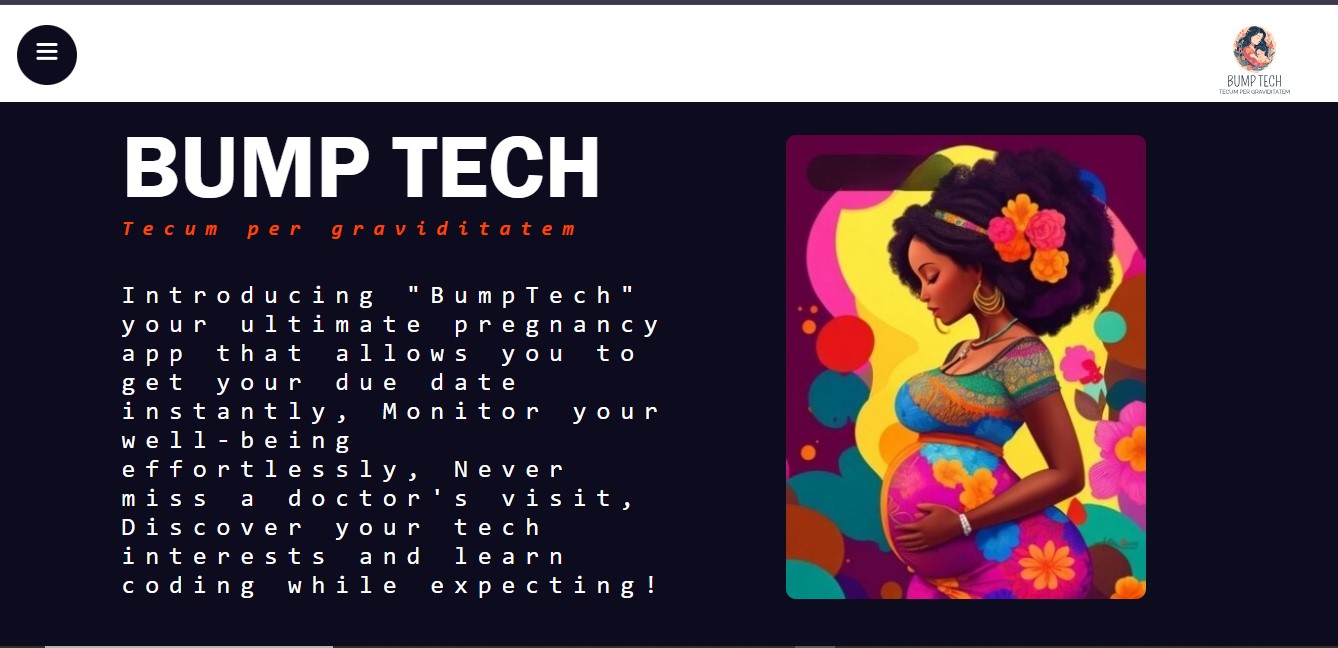 BUMP TECH
TECUM PER GRAVIDITATEM
BUMP TECH
Tecum per graviditatem
Introducing "BumpTech"
your ultimate pregnancy
app that allows you to
get your due date
instantly, Monitor your
well-being
effortlessly, Never
miss a doctor's visit,
Discover your tech
interests and learn
coding while expecting!